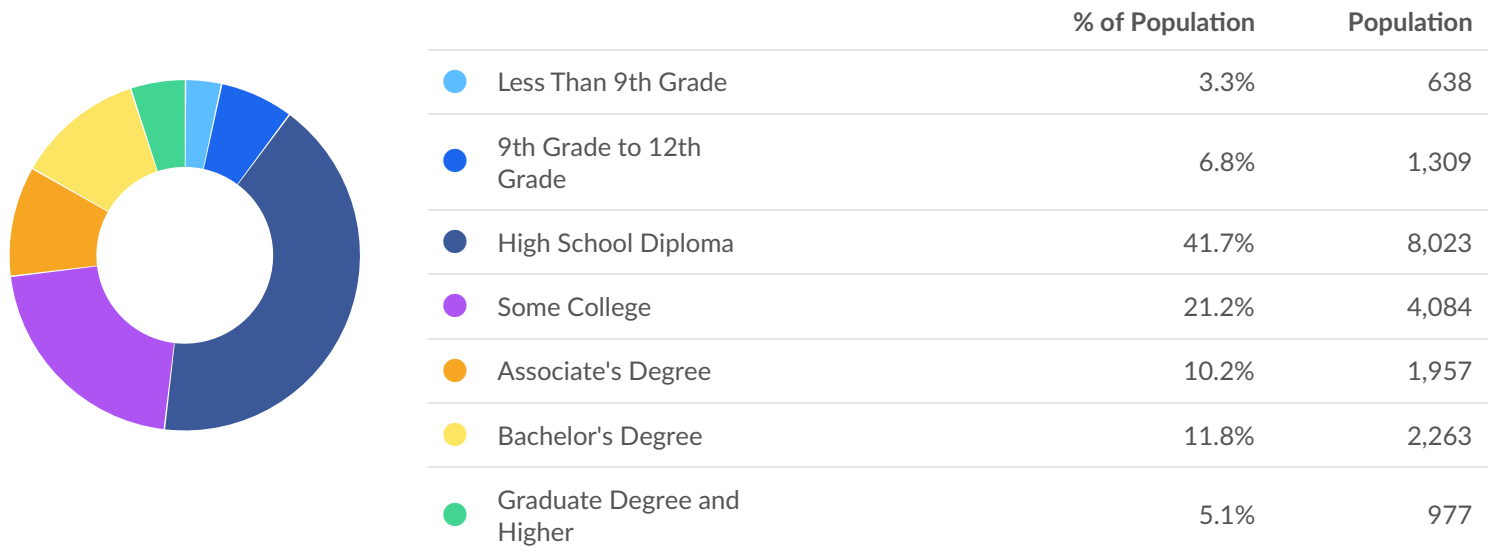 % of Population Population
Less Than 9th Grade 3.3% 638
9th Grade to 12th
Grade 6.8% 1,309
High School Diploma 41.7% 8,023
Some College 21.2% 4,084
Associate's Degree 10.2% 1,957
Bachelor's Degree 11.8% 2,263
Graduate Degree and
Higher 5.1% 977